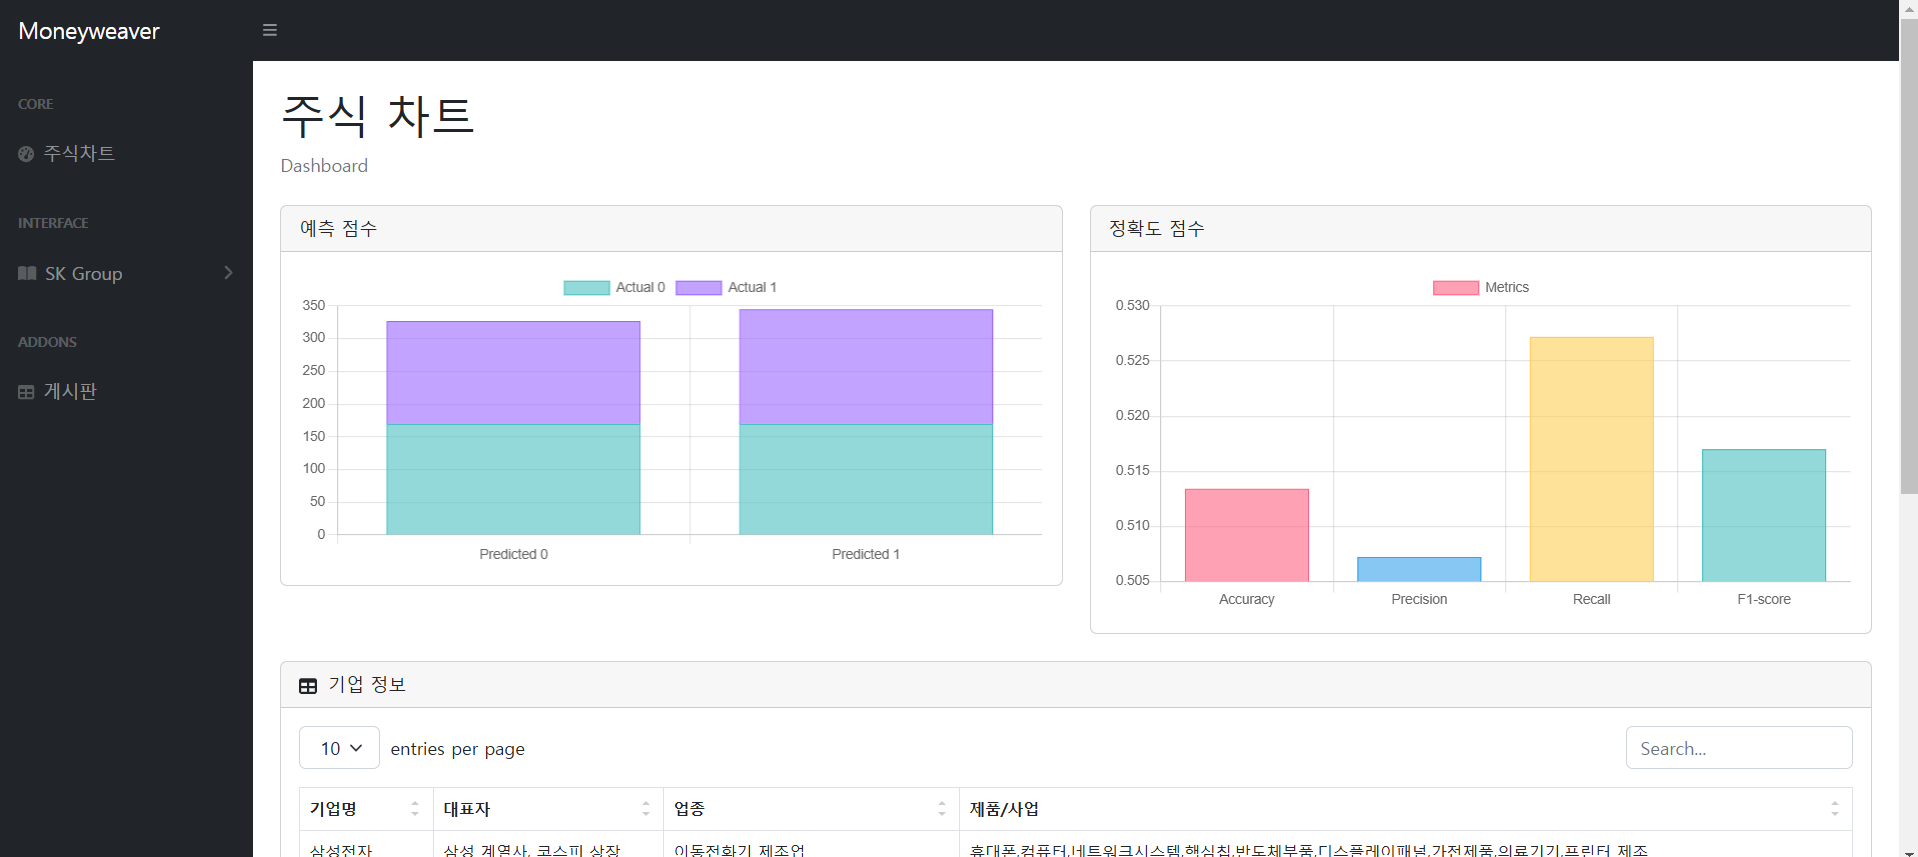 Moneyweaver
CORE
주식차트
INTERFACE
SK Group
ADDONS
게시판
주식 차트
Dashboard
예측 점수
Actual 0 Actual 1
350
300
250
200
150
100
50
0
Predicted 0 Predicted 1
정확도 점수
Metrics
0.530
0.525
0.520
0.515
0.510
0.505
Accuracy Precision Recall F1-score
기업 정보
10 entries per page Search...
기업명 대표자 업종 제품/사업
삼성전자 삼성 계열사, 코스피 상장 이동전화기 제조업 휴대폰,컴퓨터,네트워크시스템,핵심칩,반도체부품,디스플레이패널,가전제품,의료기기,프린터 제조